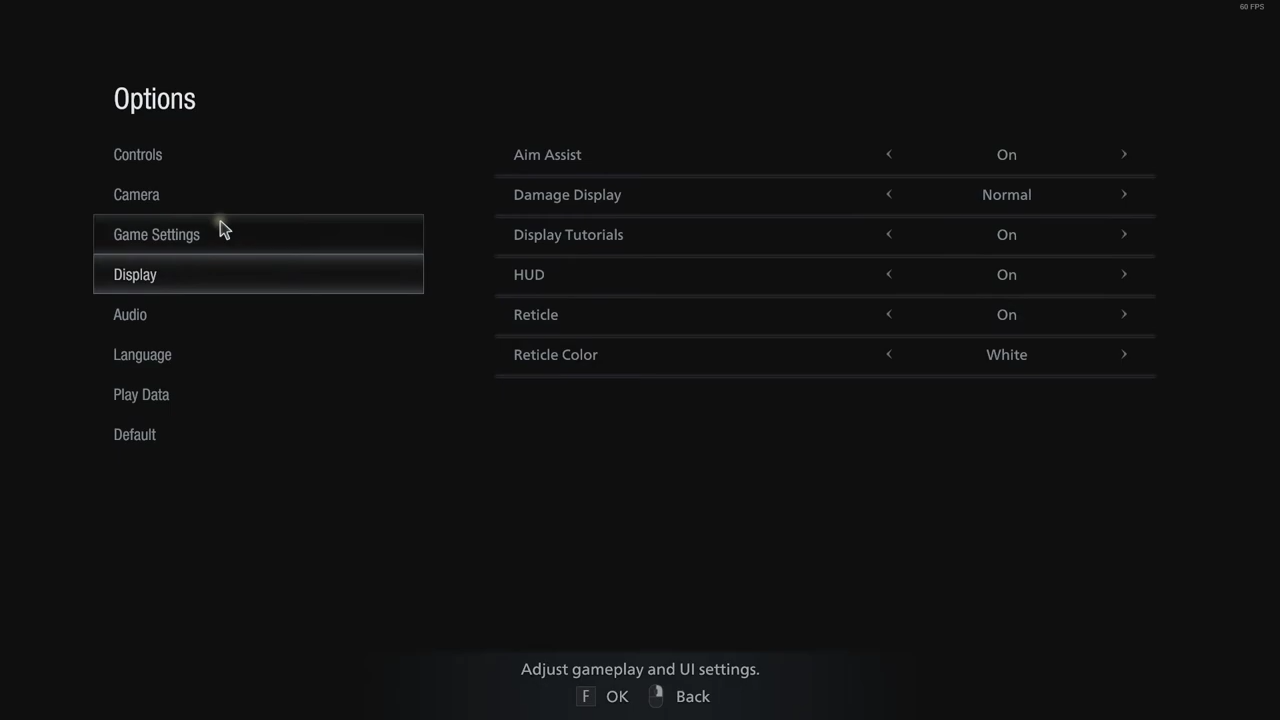 60 FPS
Options
Controls
Camera
Game Settings
Display
Audio
Language
Play Data
Default
Aim Assist On
Damage Display Normal
Display Tutorials On
HUD On
Reticle On
Reticle Color White
Adjust gameplay and UI settings.
F OK Back